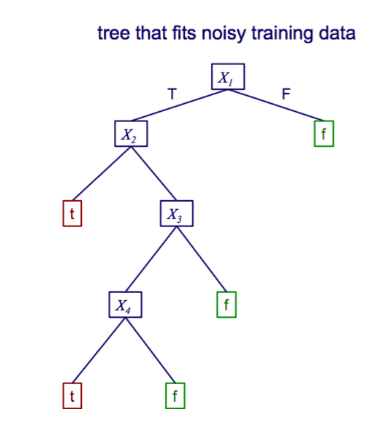 tree that fits noisy training data
X₁
T F
X₂ f
t X₃
X₄ f
t f